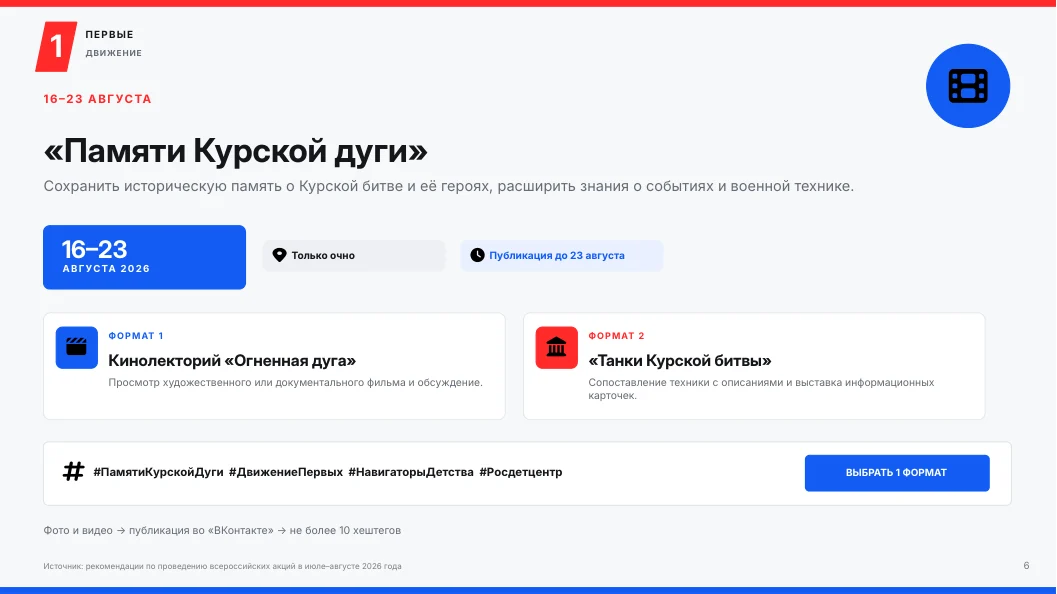 1
ПЕРВЫЕ
ДВИЖЕНИЕ
16–23 АВГУСТА
«Памяти Курской дуги»
Сохранить историческую память о Курской битве и её героях, расширить знания о событиях и военной технике.
16–23
АВГУСТА 2026
Только очно
Публикация до 23 августа
ФОРМАТ 1
Кинолекторий «Огненная дуга»
Просмотр художественного или документального фильма и обсуждение.
ФОРМАТ 2
«Танки Курской битвы»
Сопоставление техники с описаниями и выставка информационных
карточек.
#ПамятиКурскойДуги #ДвижениеПервых #НавигаторыДетства #Росдетцентр
ВЫБРАТЬ 1 ФОРМАТ
Фото и видео → публикация во «ВКонтакте» → не более 10 хештегов
Источник: рекомендации по проведению всероссийских акций в июле–августе 2026 года
6